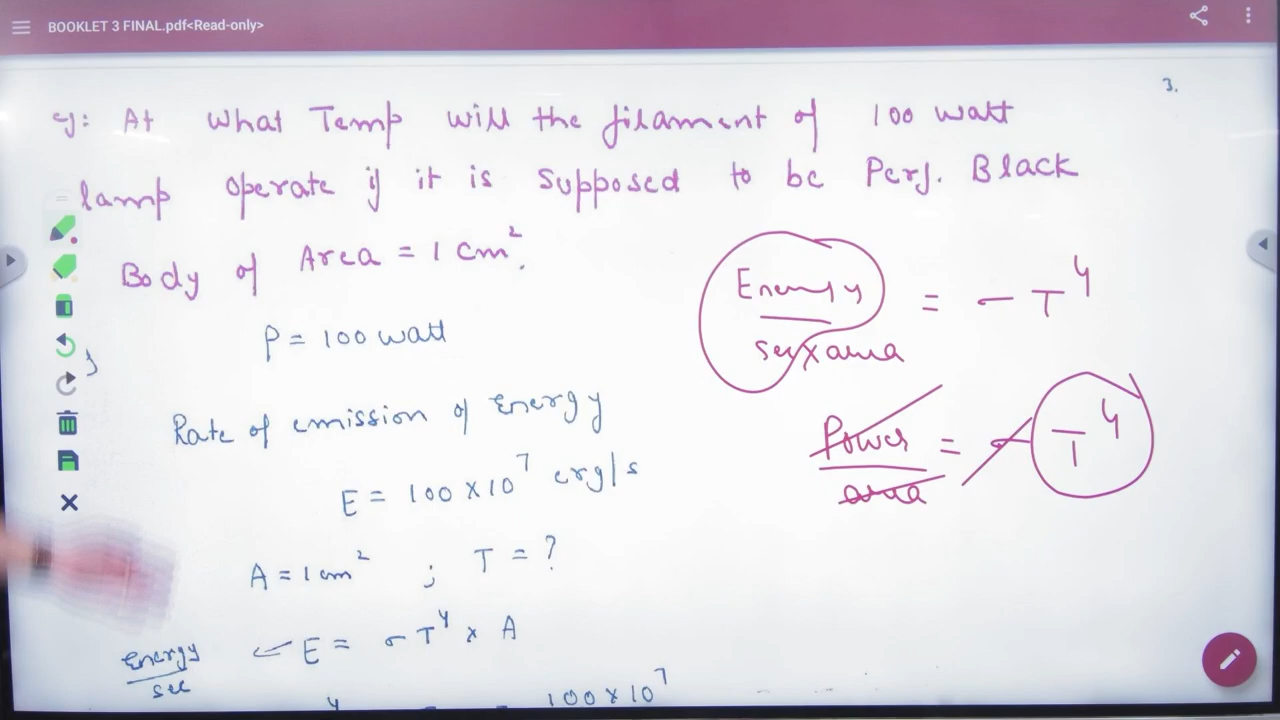 BOOKLET 3 FINAL.pdf<Read-only>
3.
eg: At what Temp will the filament of 100 watt
lamp operate if it is supposed to be Perf. Black
Body of Area = 1 cm².
P = 100 watt
Rate of emission of Energy
E = 100 × 10⁷ erg/s
A = 1 cm² ; T = ?
Energy/sec ← E = σT⁴ × A
100 × 10⁷
Energy/sec × area = σ T⁴
Power/area = σ T⁴